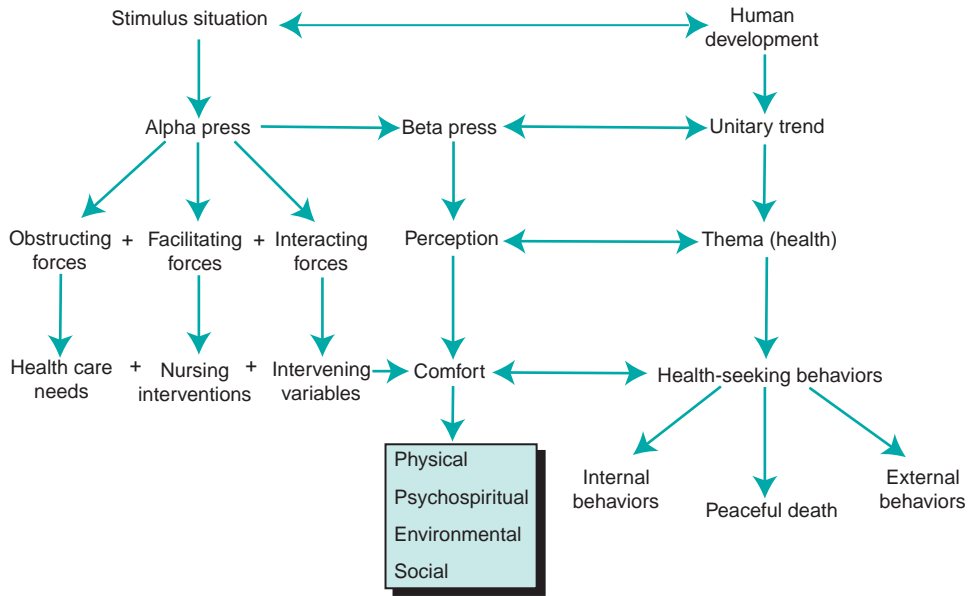 Stimulus situation
Human
development
Alpha press
Beta press
Unitary trend
Obstructing
forces
+
Facilitating
forces
+
Interacting
forces
Perception
Thema (health)
Health care
needs
+
Nursing
interventions
+
Intervening
variables
Comfort
Health-seeking behaviors
Physical
Psychospiritual
Environmental
Social
Internal
behaviors
Peaceful death
External
behaviors